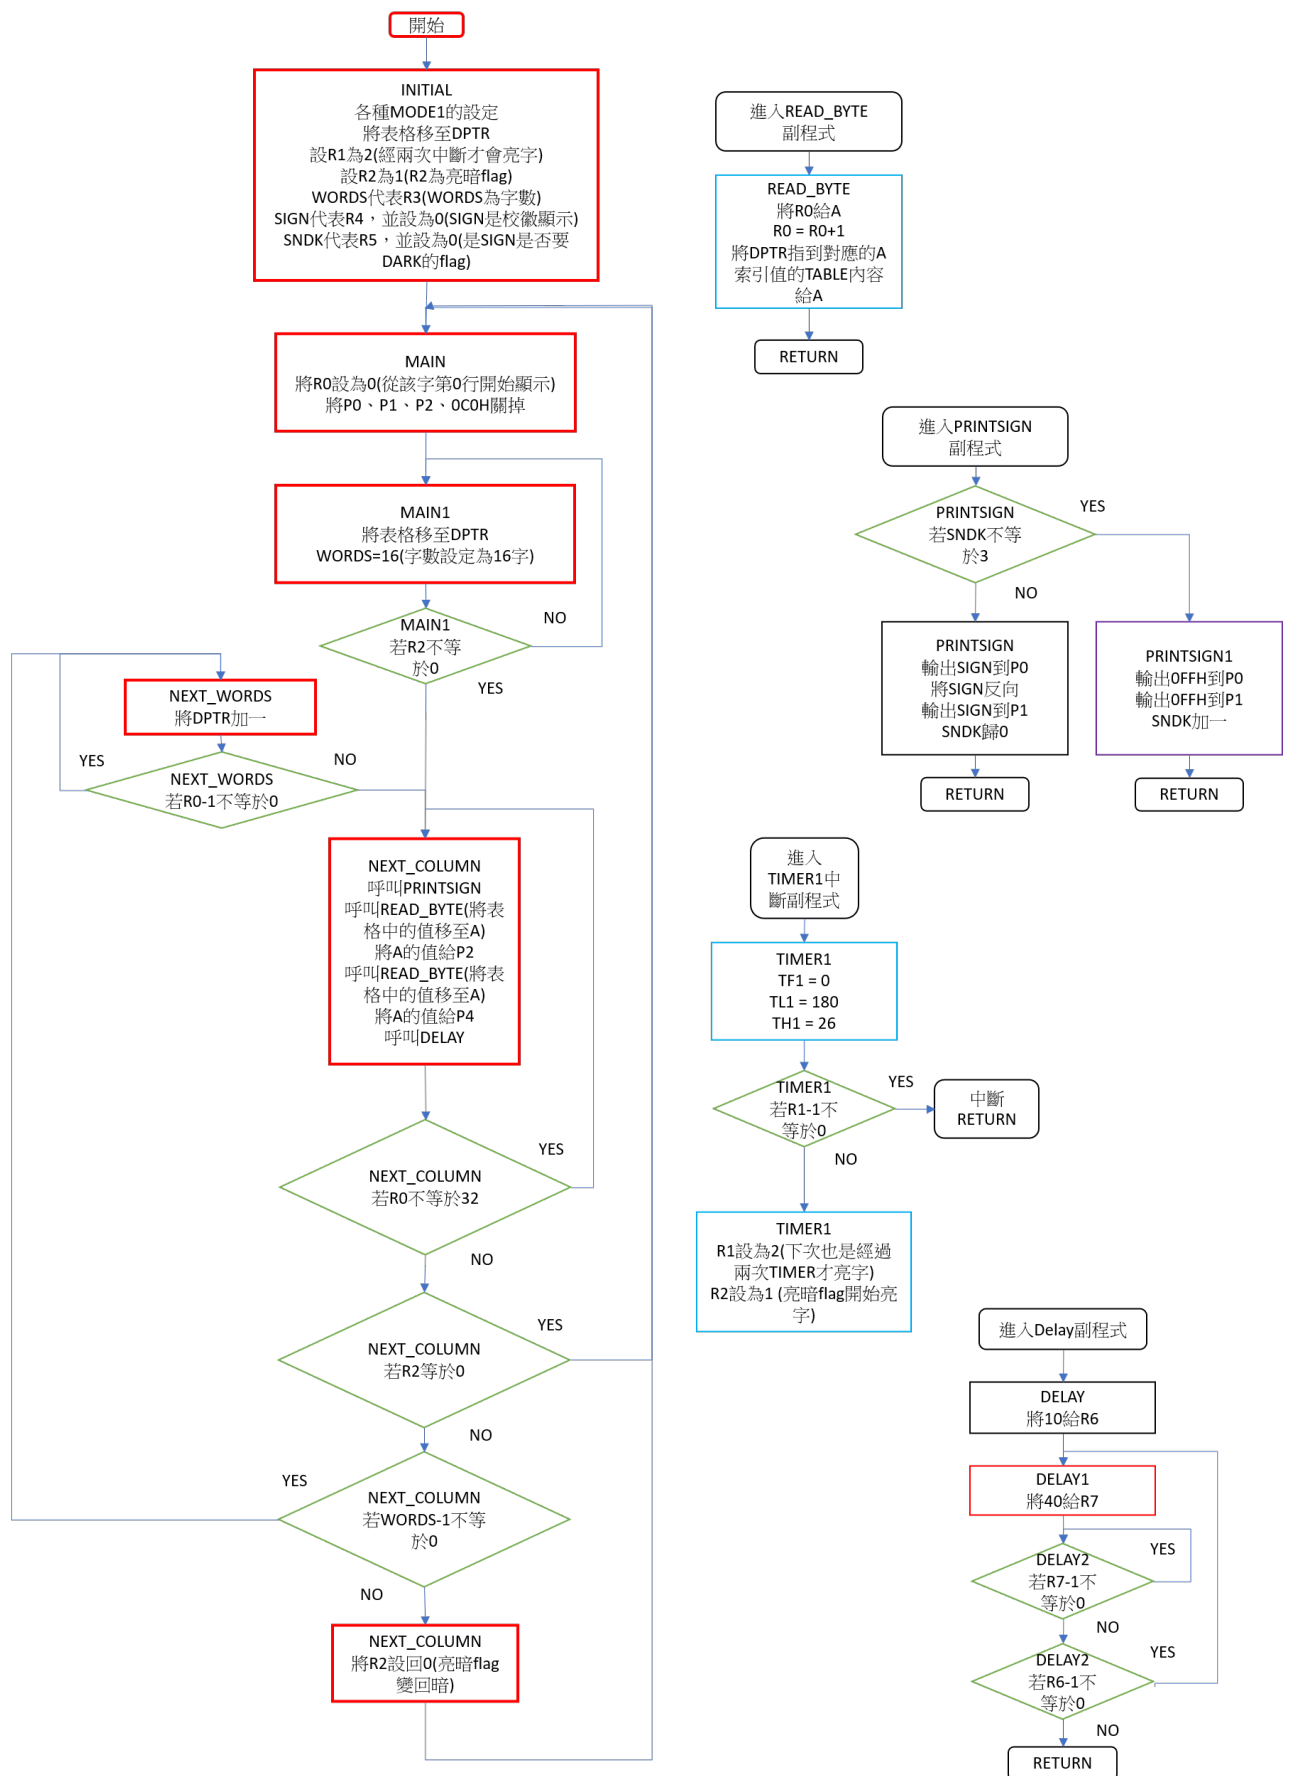 開始
INITIAL
各種MODE1的設定
將表格移至DPTR
設R1為2(經兩次中斷才會亮字)
設R2為1(R2為亮暗flag)
WORDS代表R3(WORDS為字數)
SIGN代表R4，並設為0(SIGN是校徽顯示)
SNDK代表R5，並設為0(是SIGN是否要
DARK的flag)
MAIN
將R0設為0(從該字第0行開始顯示)
將P0、P1、P2、0C0H關掉
MAIN1
將表格移至DPTR
WORDS=16(字數設定為16字)
MAIN1
若R2不等
於0
NO
YES
NEXT_WORDS
將DPTR加一
NEXT_WORDS
若R0-1不等於0
YES
NO
NEXT_COLUMN
呼叫PRINTSIGN
呼叫READ_BYTE(將表
格中的值移至A)
將A的值給P2
呼叫READ_BYTE(將表
格中的值移至A)
將A的值給P4
呼叫DELAY
NEXT_COLUMN
若R0不等於32
YES
NO
NEXT_COLUMN
若R2等於0
YES
NO
NEXT_COLUMN
若WORDS-1不等
於0
YES
NO
NEXT_COLUMN
將R2設回0(亮暗flag
變回暗)
進入READ_BYTE
副程式
READ_BYTE
將R0給A
R0 = R0+1
將DPTR指到對應的A
索引值的TABLE內容
給A
RETURN
進入PRINTSIGN
副程式
PRINTSIGN
若SNDK不等
於3
YES
NO
PRINTSIGN
輸出SIGN到P0
將SIGN反向
輸出SIGN到P1
SNDK歸0
RETURN
PRINTSIGN1
輸出0FFH到P0
輸出0FFH到P1
SNDK加一
RETURN
進入
TIMER1中
斷副程式
TIMER1
TF1 = 0
TL1 = 180
TH1 = 26
TIMER1
若R1-1不
等於0
YES
NO
中斷
RETURN
TIMER1
R1設為2(下次也是經過
兩次TIMER才亮字)
R2設為1 (亮暗flag開始亮
字)
進入Delay副程式
DELAY
將10給R6
DELAY1
將40給R7
DELAY2
若R7-1不
等於0
YES
NO
DELAY2
若R6-1不
等於0
YES
NO
RETURN